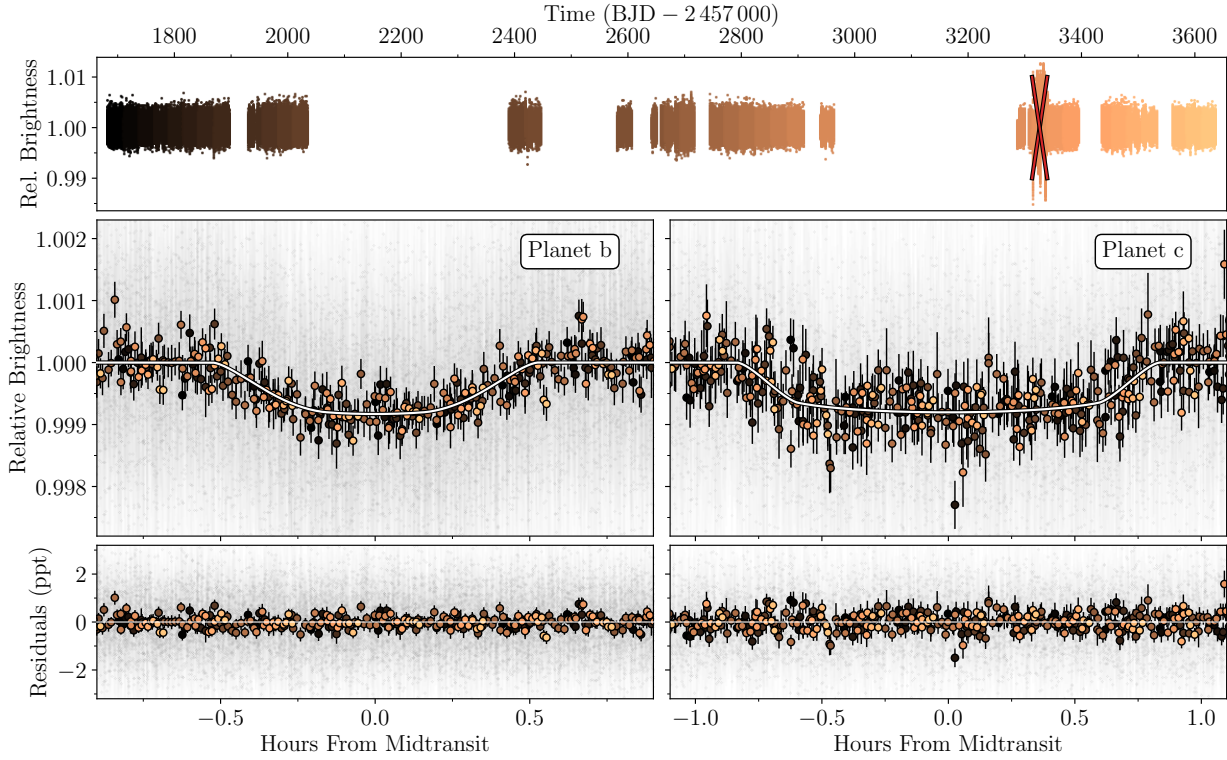 Time (BJD − 2 457 000)
1800 2000 2200 2400 2600 2800 3000 3200 3400 3600
Rel. Brightness
1.01
1.00
0.99
Relative Brightness
1.002
1.001
1.000
0.999
0.998
Planet b
Planet c
Residuals (ppt)
2
0
−2
−0.5 0.0 0.5
−1.0 −0.5 0.0 0.5 1.0
Hours From Midtransit
Hours From Midtransit